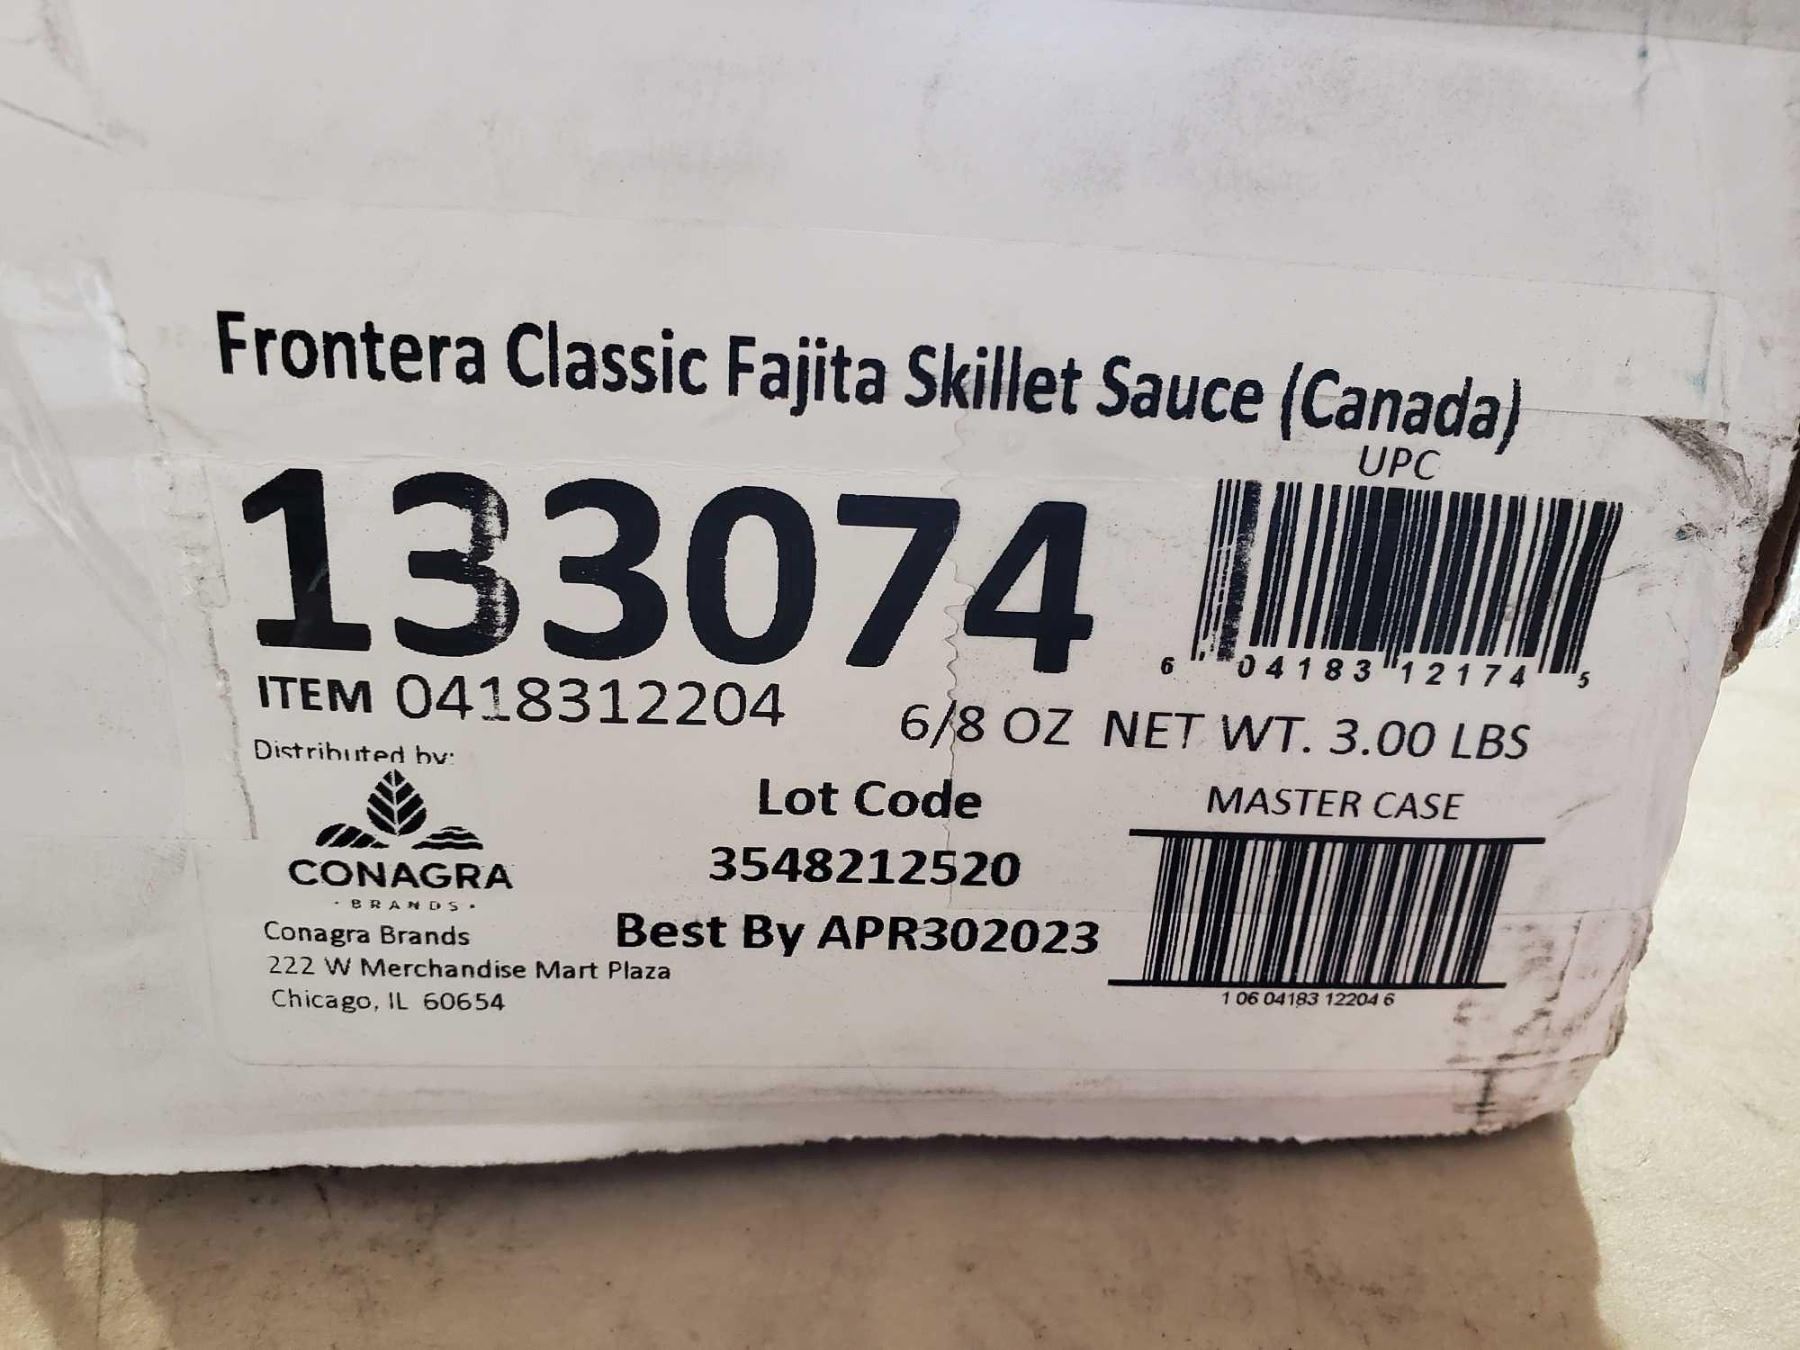 Frontera Classic Fajita Skillet Sauce (Canada)
133074
UPC
6 04183 12174 5
ITEM 0418312204
6/8 OZ NET WT. 3.00 LBS
Distributed by:
CONAGRA
BRANDS
Conagra Brands
222 W Merchandise Mart Plaza
Chicago, IL 60654
Lot Code
3548212520
Best By APR302023
MASTER CASE
1 06 04183 12204 6